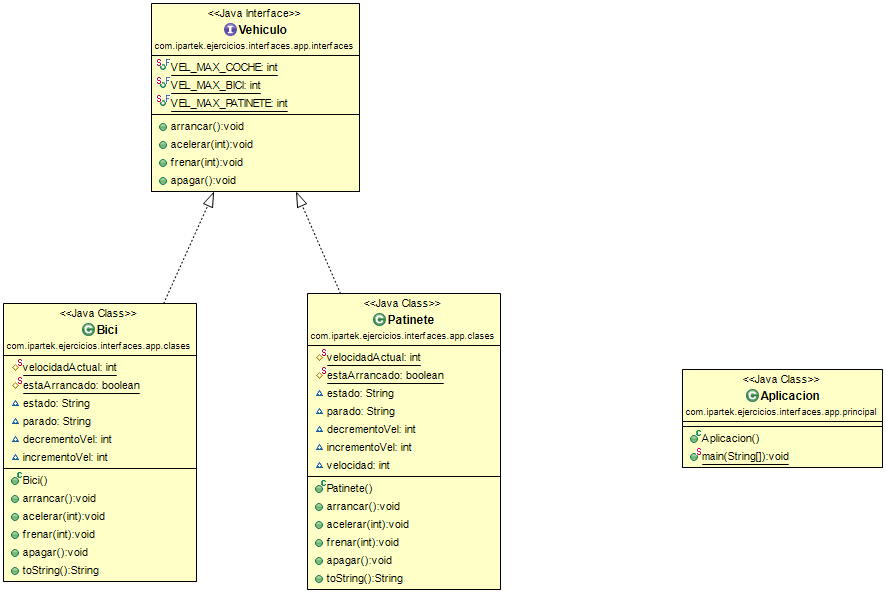 <<Java Interface>>
Vehiculo
com.ipartek.ejercicios.interfaces.app.interfaces
VEL_MAX_COCHE: int
VEL_MAX_BICI: int
VEL_MAX_PATINETE: int
arrancar():void
acelerar(int):void
frenar(int):void
apagar():void
<<Java Class>>
Bici
com.ipartek.ejercicios.interfaces.app.clases
velocidadActual: int
estaArrancado: boolean
estado: String
parado: String
decrementoVel: int
incrementoVel: int
Bici()
arrancar():void
acelerar(int):void
frenar(int):void
apagar():void
toString():String
<<Java Class>>
Patinete
com.ipartek.ejercicios.interfaces.app.clases
velocidadActual: int
estaArrancado: boolean
estado: String
parado: String
decrementoVel: int
incrementoVel: int
velocidad: int
Patinete()
arrancar():void
acelerar(int):void
frenar(int):void
apagar():void
toString():String
<<Java Class>>
Aplicacion
com.ipartek.ejercicios.interfaces.app.principal
Aplicacion()
main(String[]):void